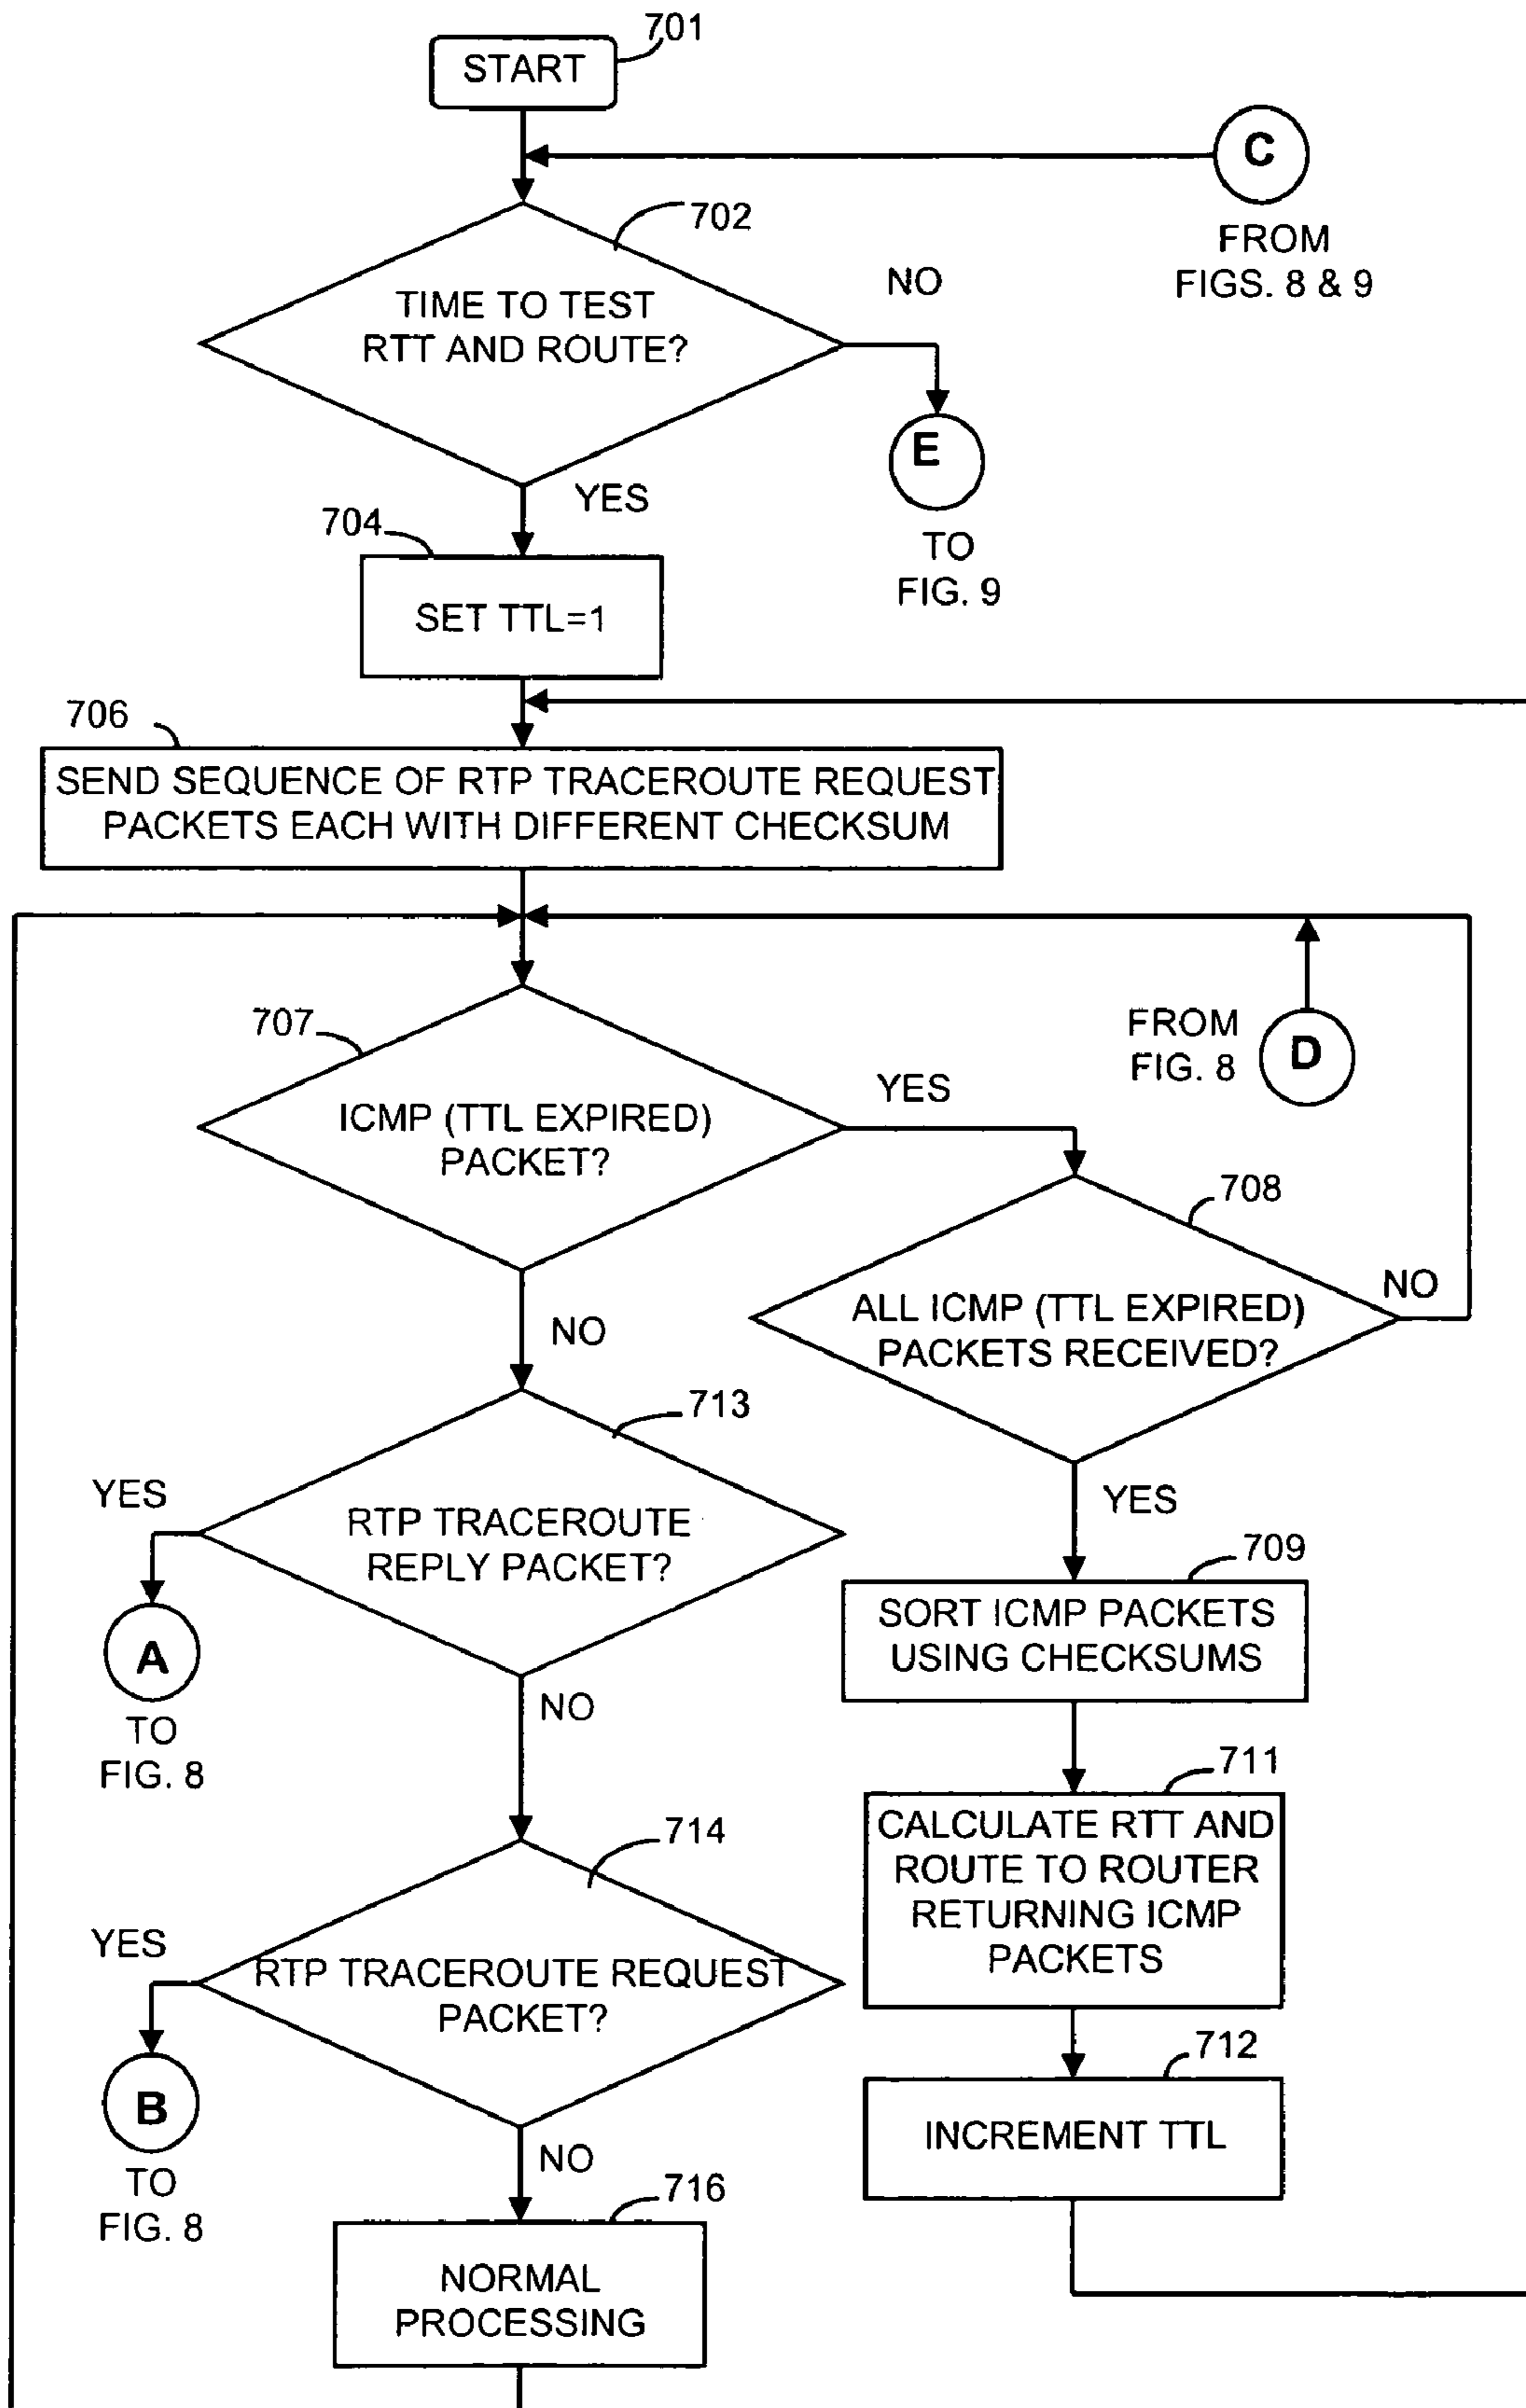 701
START
C
FROM
FIGS. 8 & 9
702
TIME TO TEST
RTT AND ROUTE?
NO
E
TO
FIG. 9
YES
704
SET TTL=1
706
SEND SEQUENCE OF RTP TRACEROUTE REQUEST
PACKETS EACH WITH DIFFERENT CHECKSUM
707
ICMP (TTL EXPIRED)
PACKET?
YES
FROM
FIG. 8
D
708
ALL ICMP (TTL EXPIRED)
PACKETS RECEIVED?
NO
NO
713
RTP TRACEROUTE
REPLY PACKET?
YES
A
TO
FIG. 8
YES
709
SORT ICMP PACKETS
USING CHECKSUMS
NO
711
CALCULATE RTT AND
ROUTE TO ROUTER
RETURNING ICMP
PACKETS
714
RTP TRACEROUTE REQUEST
PACKET?
YES
B
TO
FIG. 8
712
INCREMENT TTL
NO
716
NORMAL
PROCESSING